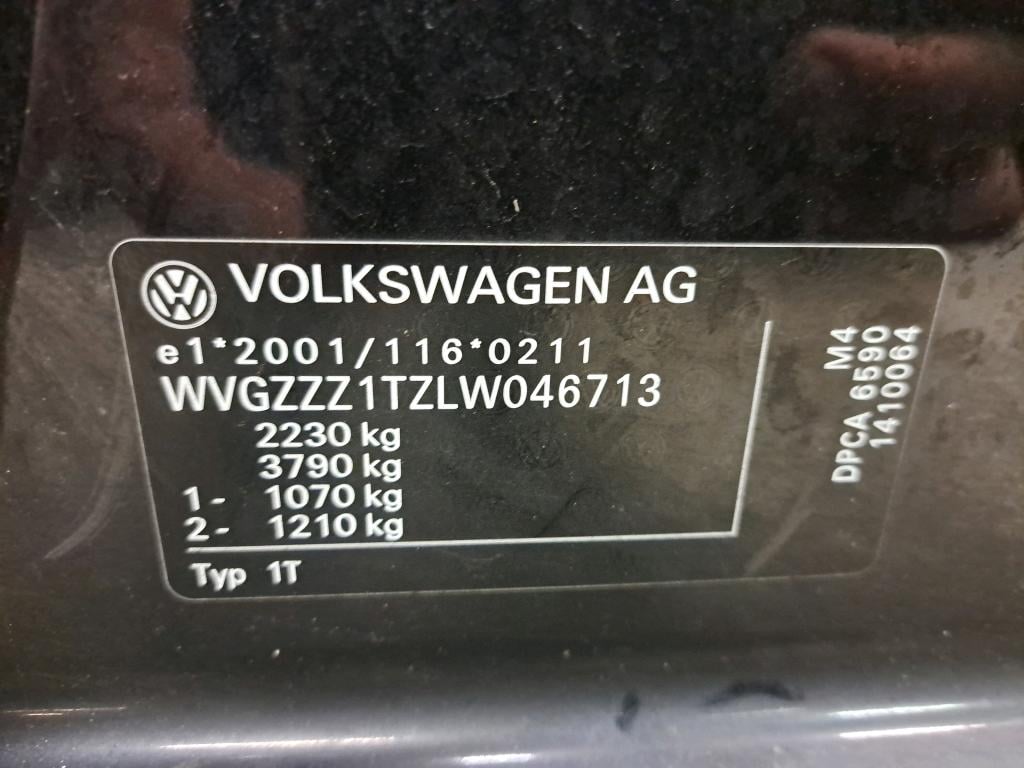 VOLKSWAGEN AG
e1*2001/116*0211
WVGZZZ1TZLW046713
2230 kg
3790 kg
1- 1070 kg
2- 1210 kg
Typ 1T
M4
DPCA 6590
1410064